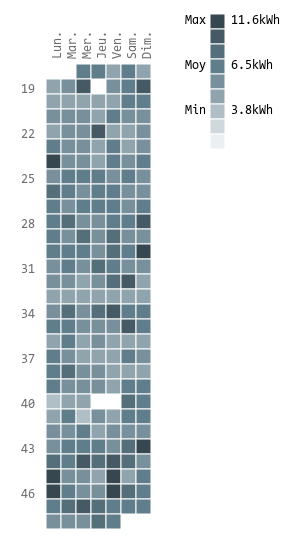 Max 11.6kWh
Lun. Mar. Mer. Jeu. Ven. Sam. Dim.
Moy 6.5kWh
19
Min 3.8kWh
22
25
28
31
34
37
40
43
46